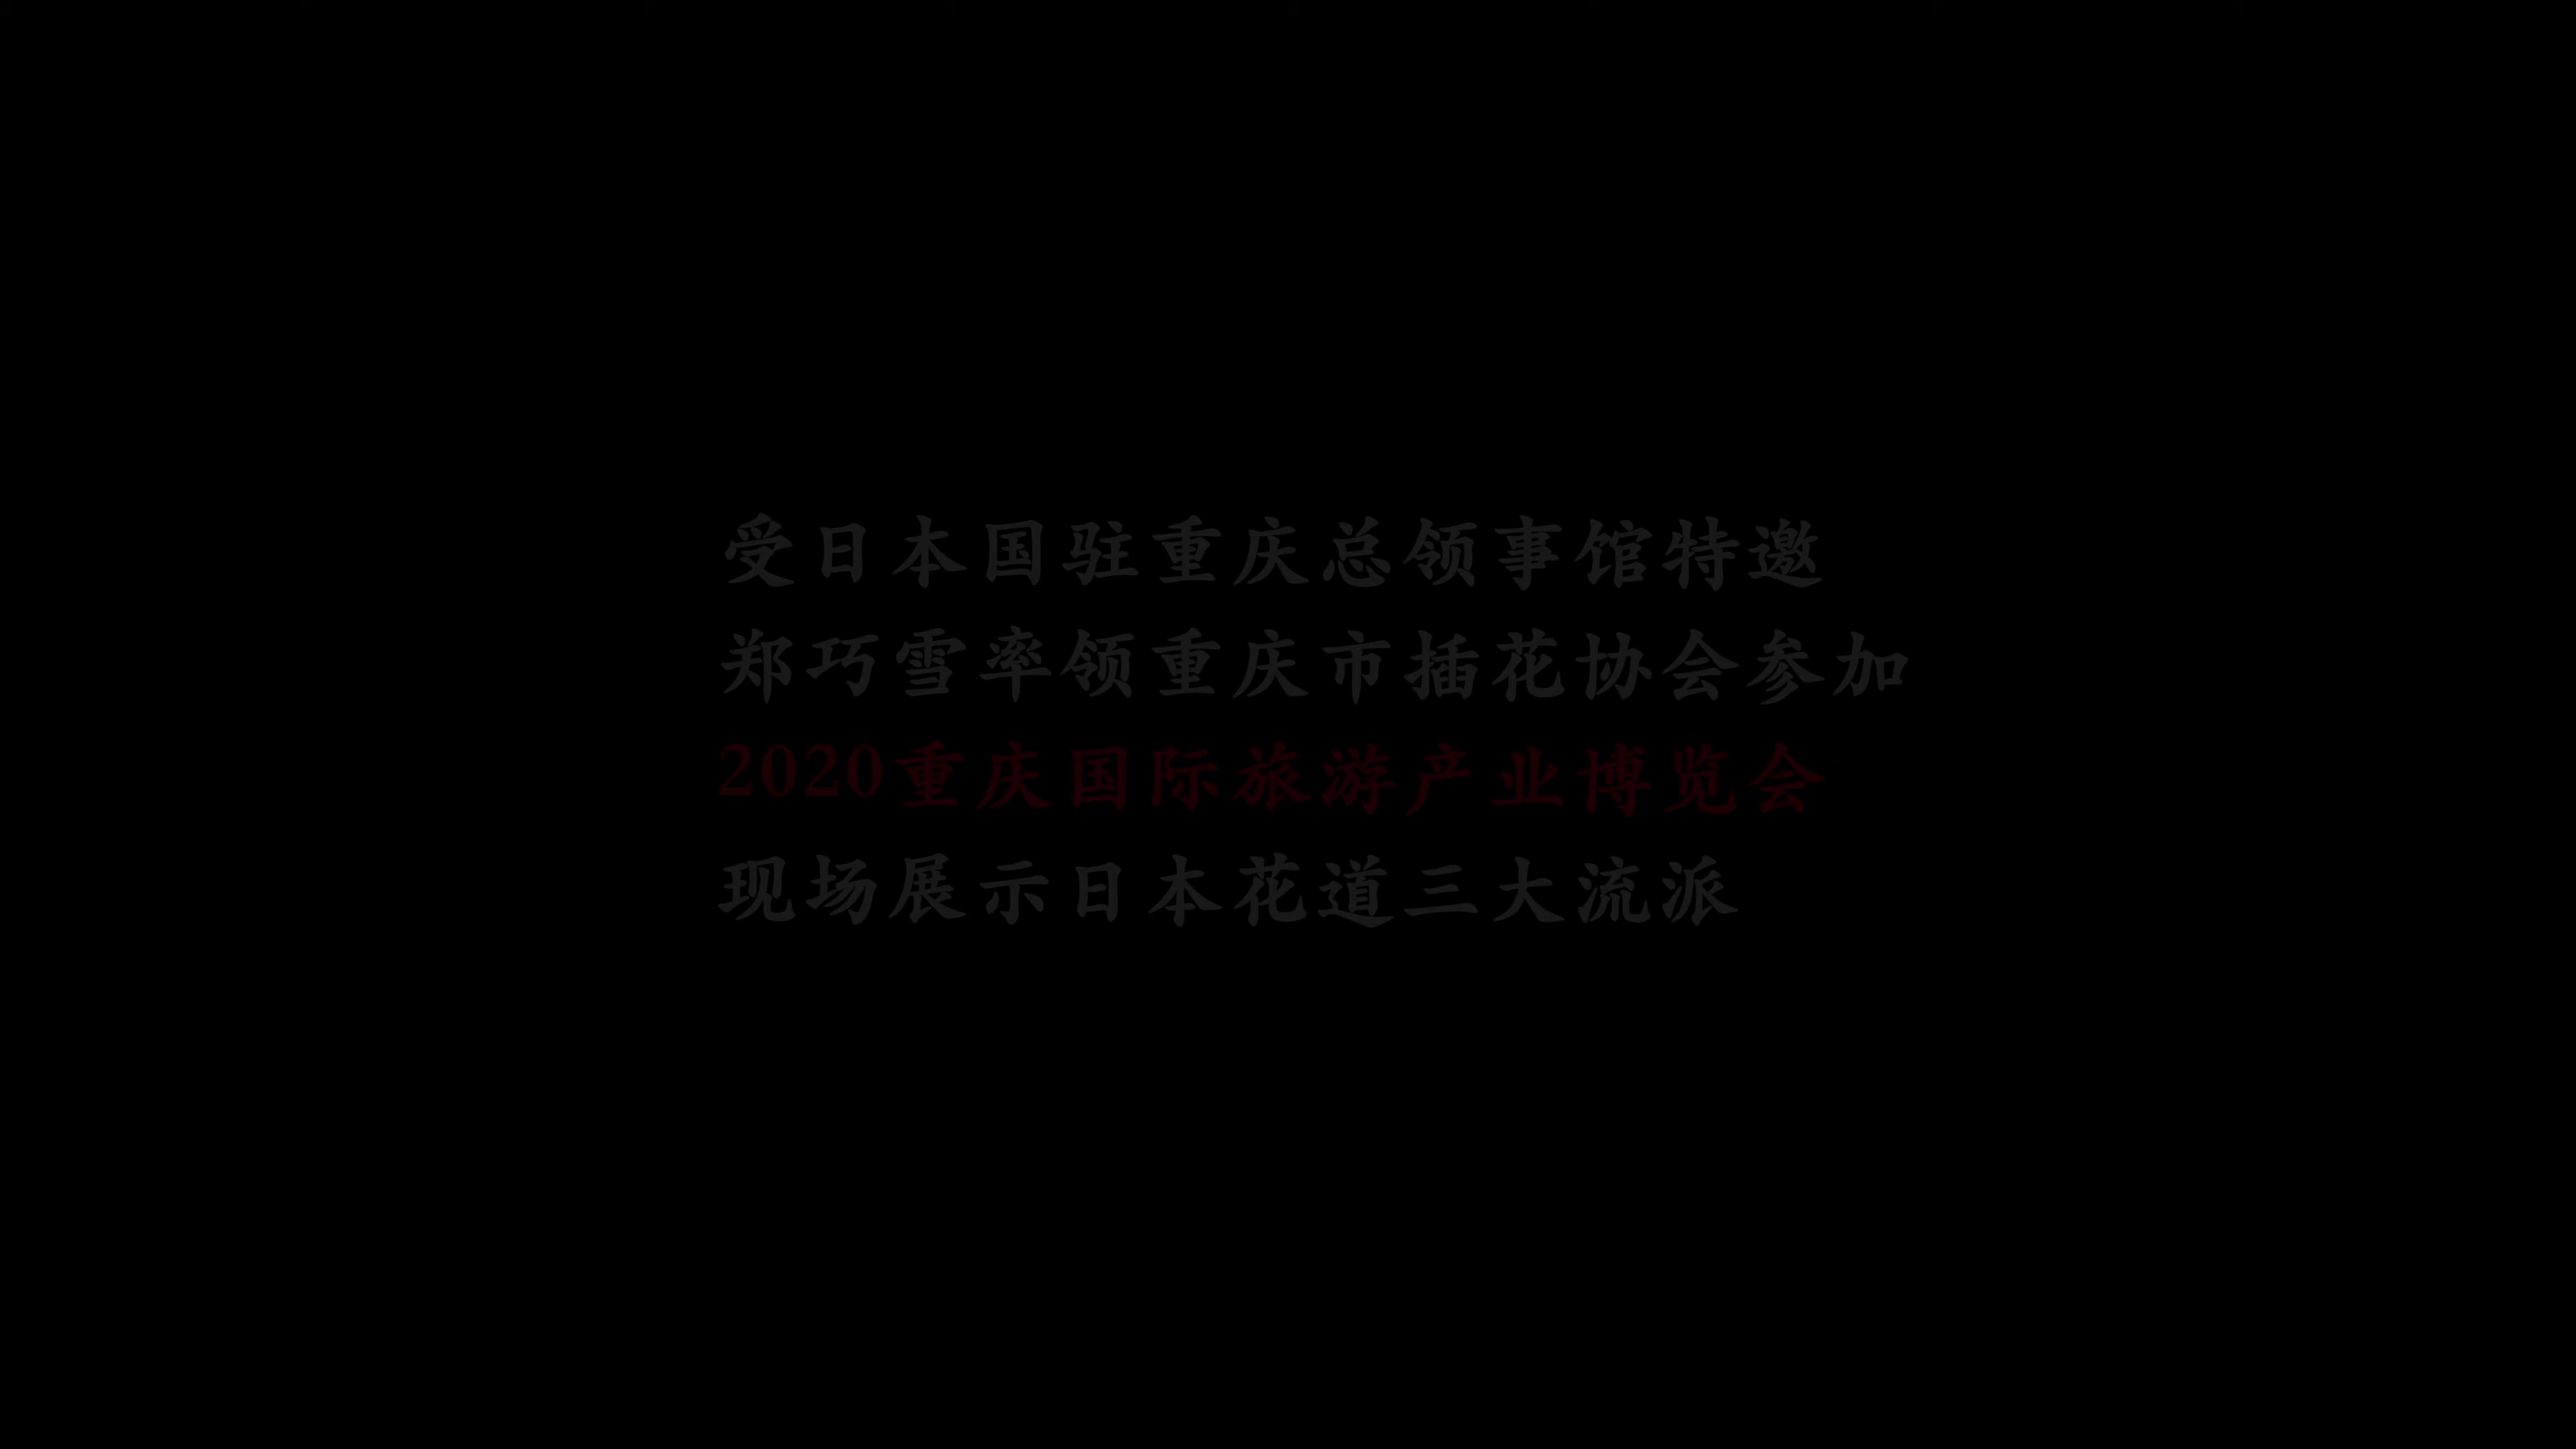 受日本国驻重庆总领事馆特邀
郑巧雪率领重庆市插花协会参加
2020重庆国际旅游产业博览会
现场展示日本花道三大流派